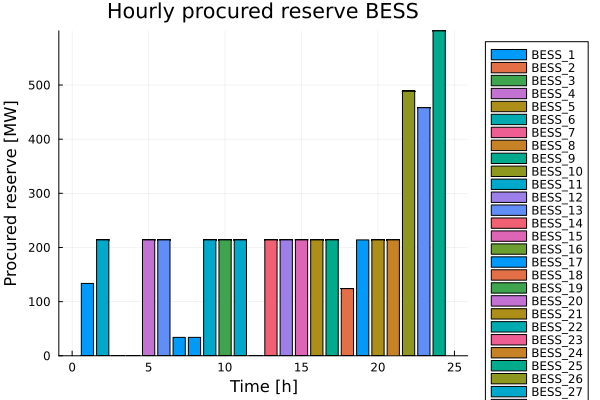 Hourly procured reserve BESS
Procured reserve [MW]
500
400
300
200
100
0
0 5 10 15 20 25
Time [h]
BESS_1
BESS_2
BESS_3
BESS_4
BESS_5
BESS_6
BESS_7
BESS_8
BESS_9
BESS_10
BESS_11
BESS_12
BESS_13
BESS_14
BESS_15
BESS_16
BESS_17
BESS_18
BESS_19
BESS_20
BESS_21
BESS_22
BESS_23
BESS_24
BESS_25
BESS_26
BESS_27